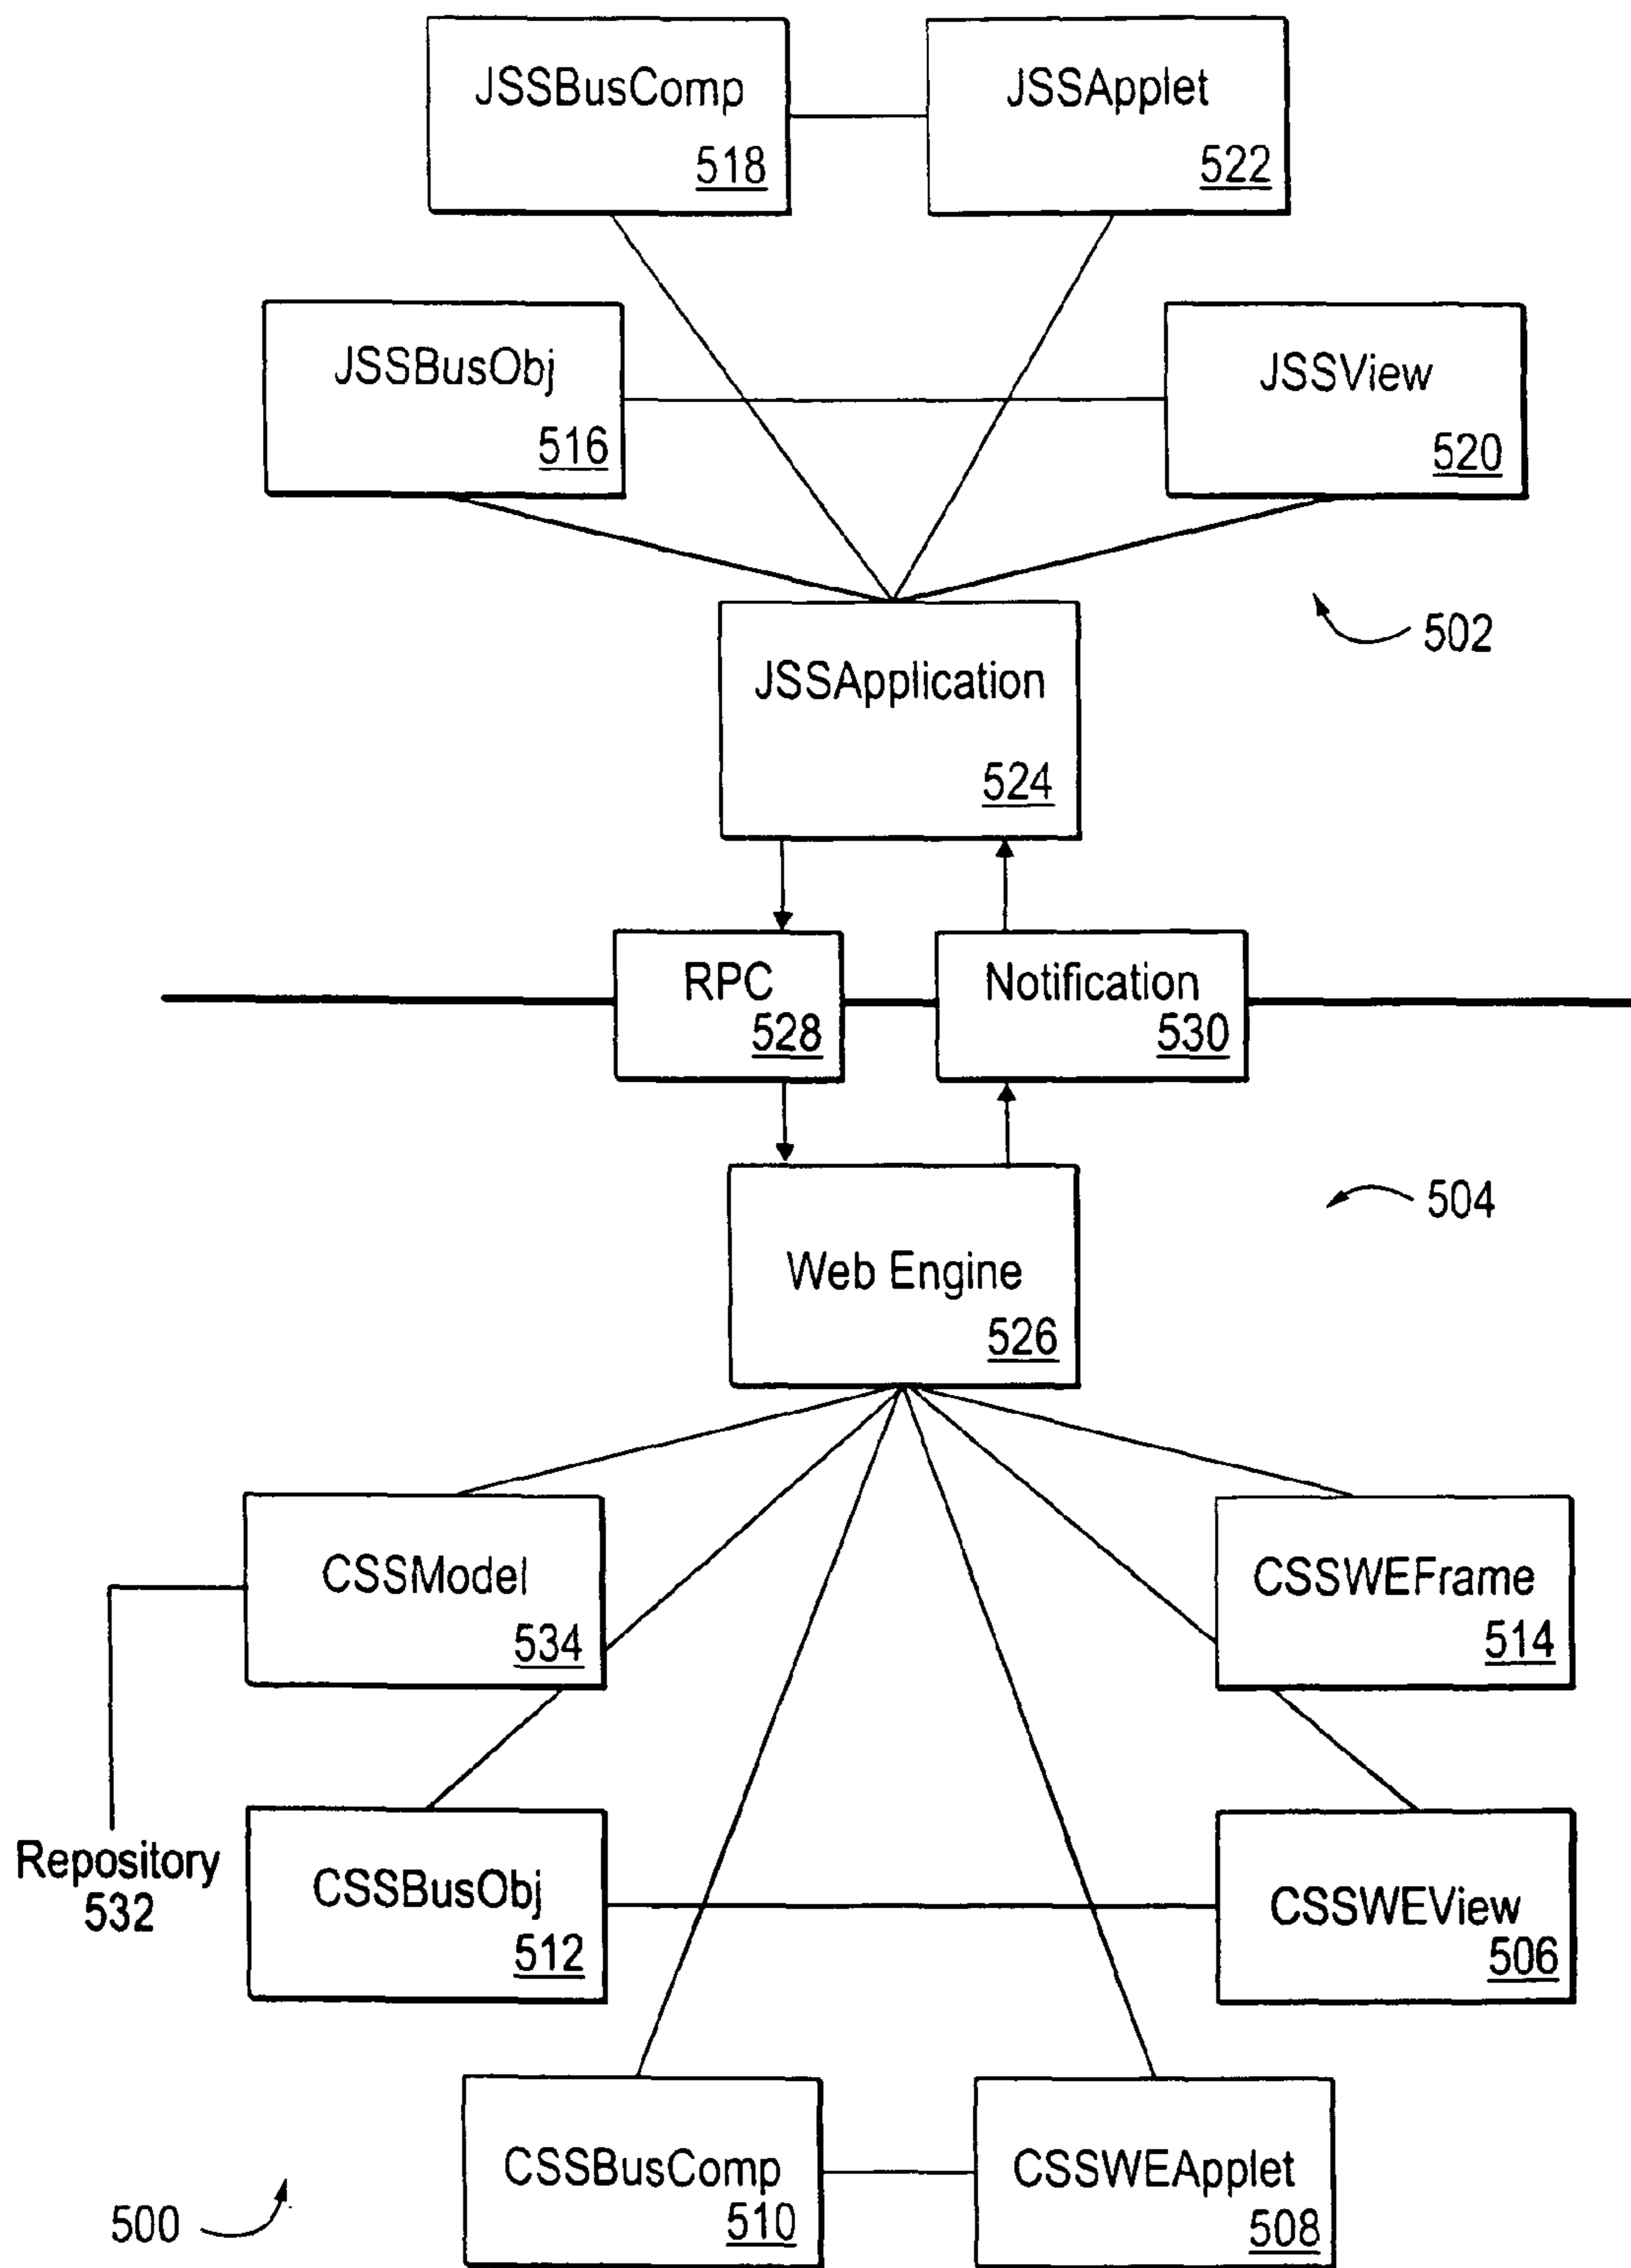 JSSBusComp
518
JSSApplet
522
JSSBusObj
516
JSSView
520
502
JSSApplication
524
RPC
528
Notification
530
504
Web Engine
526
CSSModel
534
CSSWEFrame
514
Repository
532
CSSBusObj
512
CSSWEView
506
CSSBusComp
510
CSSWEApplet
508
500